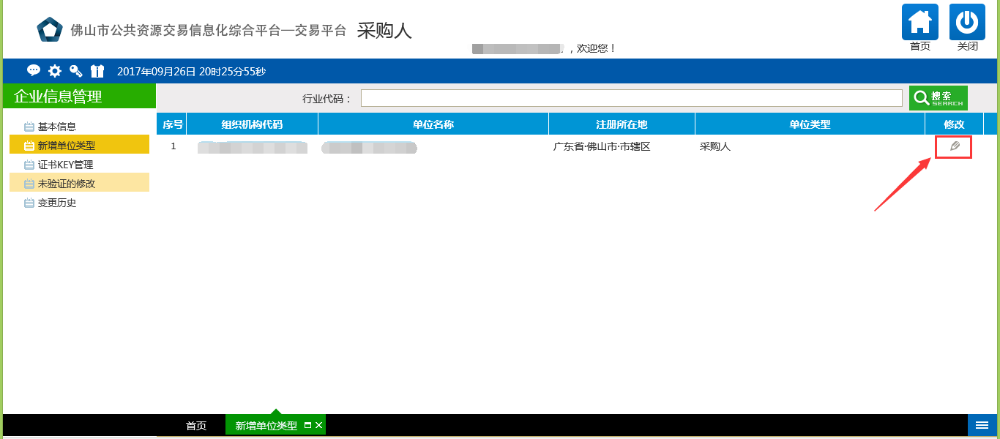 佛山市公共资源交易信息化综合平台—交易平台 采购人
，欢迎您！
首页
关闭
2017年09月26日 20时25分55秒
企业信息管理
基本信息
新增单位类型
证书KEY管理
未验证的修改
变更历史
行业代码：
搜索
SEARCH
序号 组织机构代码 单位名称 注册所在地 单位类型 修改
1 广东省·佛山市·市辖区 采购人
首页 新增单位类型